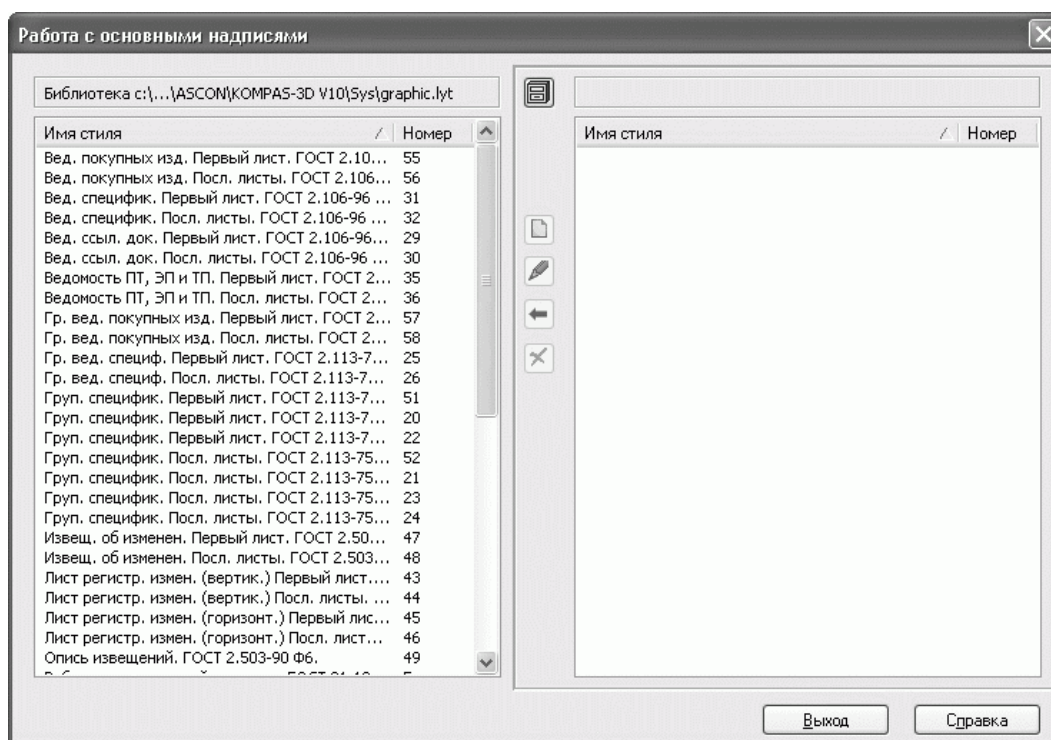 Работа с основными надписями
Библиотека c:\...\ASCON\KOMPAS-3D V10\Sys\graphic.lyt
Имя стиля Номер
Вед. покупных изд. Первый лист. ГОСТ 2.10... 55
Вед. покупных изд. Посл. листы. ГОСТ 2.106... 56
Вед. специфик. Первый лист. ГОСТ 2.106-96 ... 31
Вед. специфик. Посл. листы. ГОСТ 2.106-96 ... 32
Вед. ссыл. док. Первый лист. ГОСТ 2.106-96... 29
Вед. ссыл. док. Посл. листы. ГОСТ 2.106-96 ... 30
Ведомость ПТ, ЭП и ТП. Первый лист. ГОСТ 2... 35
Ведомость ПТ, ЭП и ТП. Посл. листы. ГОСТ 2... 36
Гр. вед. покупных изд. Первый лист. ГОСТ 2... 57
Гр. вед. покупных изд. Посл. листы. ГОСТ 2... 58
Гр. вед. специф. Первый лист. ГОСТ 2.113-7... 25
Гр. вед. специф. Посл. листы. ГОСТ 2.113-7... 26
Груп. специфик. Первый лист. ГОСТ 2.113-7... 51
Груп. специфик. Первый лист. ГОСТ 2.113-7... 20
Груп. специфик. Первый лист. ГОСТ 2.113-7... 22
Груп. специфик. Посл. листы. ГОСТ 2.113-75... 52
Груп. специфик. Посл. листы. ГОСТ 2.113-75... 21
Груп. специфик. Посл. листы. ГОСТ 2.113-75... 23
Груп. специфик. Посл. листы. ГОСТ 2.113-75... 24
Извещ. об изменен. Первый лист. ГОСТ 2.50... 47
Извещ. об изменен. Посл. листы. ГОСТ 2.503... 48
Лист регистр. измен. (вертик.) Первый лист.... 43
Лист регистр. измен. (вертик.) Посл. листы. ... 44
Лист регистр. измен. (горизонт.) Первый лис... 45
Лист регистр. измен. (горизонт.) Посл. лист... 46
Опись извещений. ГОСТ 2.503-90 Ф6. 49
Имя стиля Номер
Выход
Справка